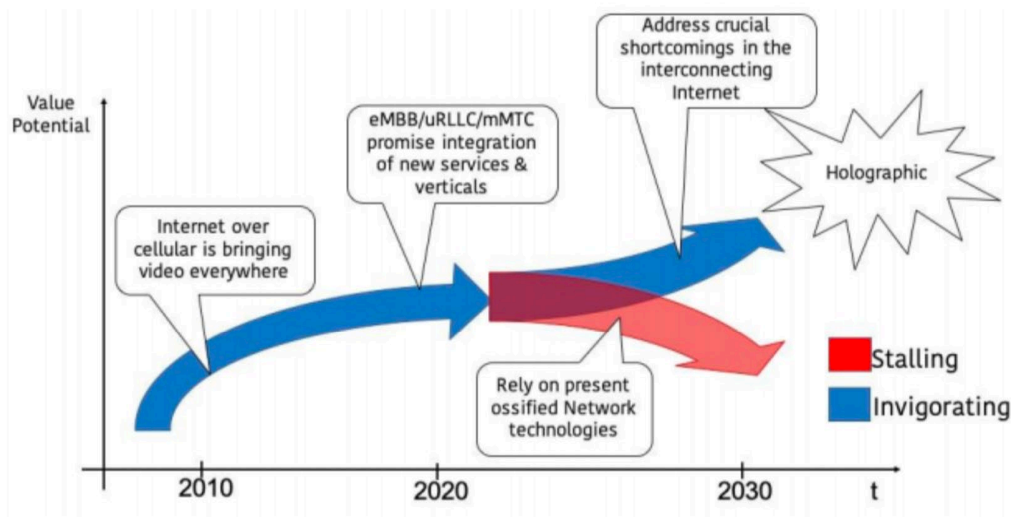 Value
Potential
Internet over
cellular is bringing
video everywhere
eMBB/uRLLC/mMTC
promise integration
of new services &
verticals
Address crucial
shortcomings in the
interconnecting
Internet
Holographic
Rely on present
ossified Network
technologies
Stalling
Invigorating
2010
2020
2030
t